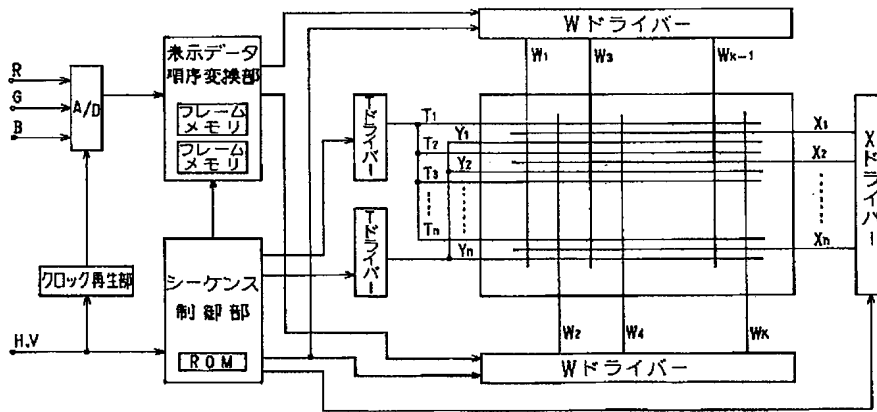 Wドライバー
表示データ
順序変換部
フレーム
メモリ
フレーム
メモリ
R
G
B
A/D
W1
W3
WK-1
Tドライバー
T1
T2
T3
Tn
Y1
Y2
Yn
X1
X2
Xn
Xドライバー
Tドライバー
クロック再生部
シーケンス
制御部
ROM
H.V
W2
W4
WK
Wドライバー